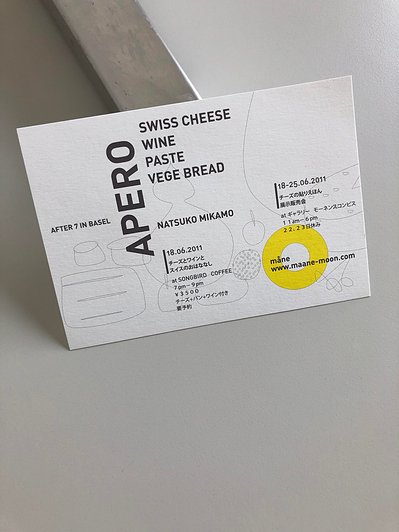 SWISS CHEESE
WINE
PASTE
VEGE BREAD
APERO
AFTER 7 IN BASEL
NATSUKO MIKAMO
18.06.2011
チーズとワインと
スイスのおはななし
at SONGBIRD COFFEE
7pm–9pm
¥3500
チーズ+パン+ワイン付き
要予約
18-25.06.2011
チーズの貼りえほん
展示販売会
at ギャラリー モーネンスコンピス
11am–6pm
22,23日休み
måne
www.maane-moon.com